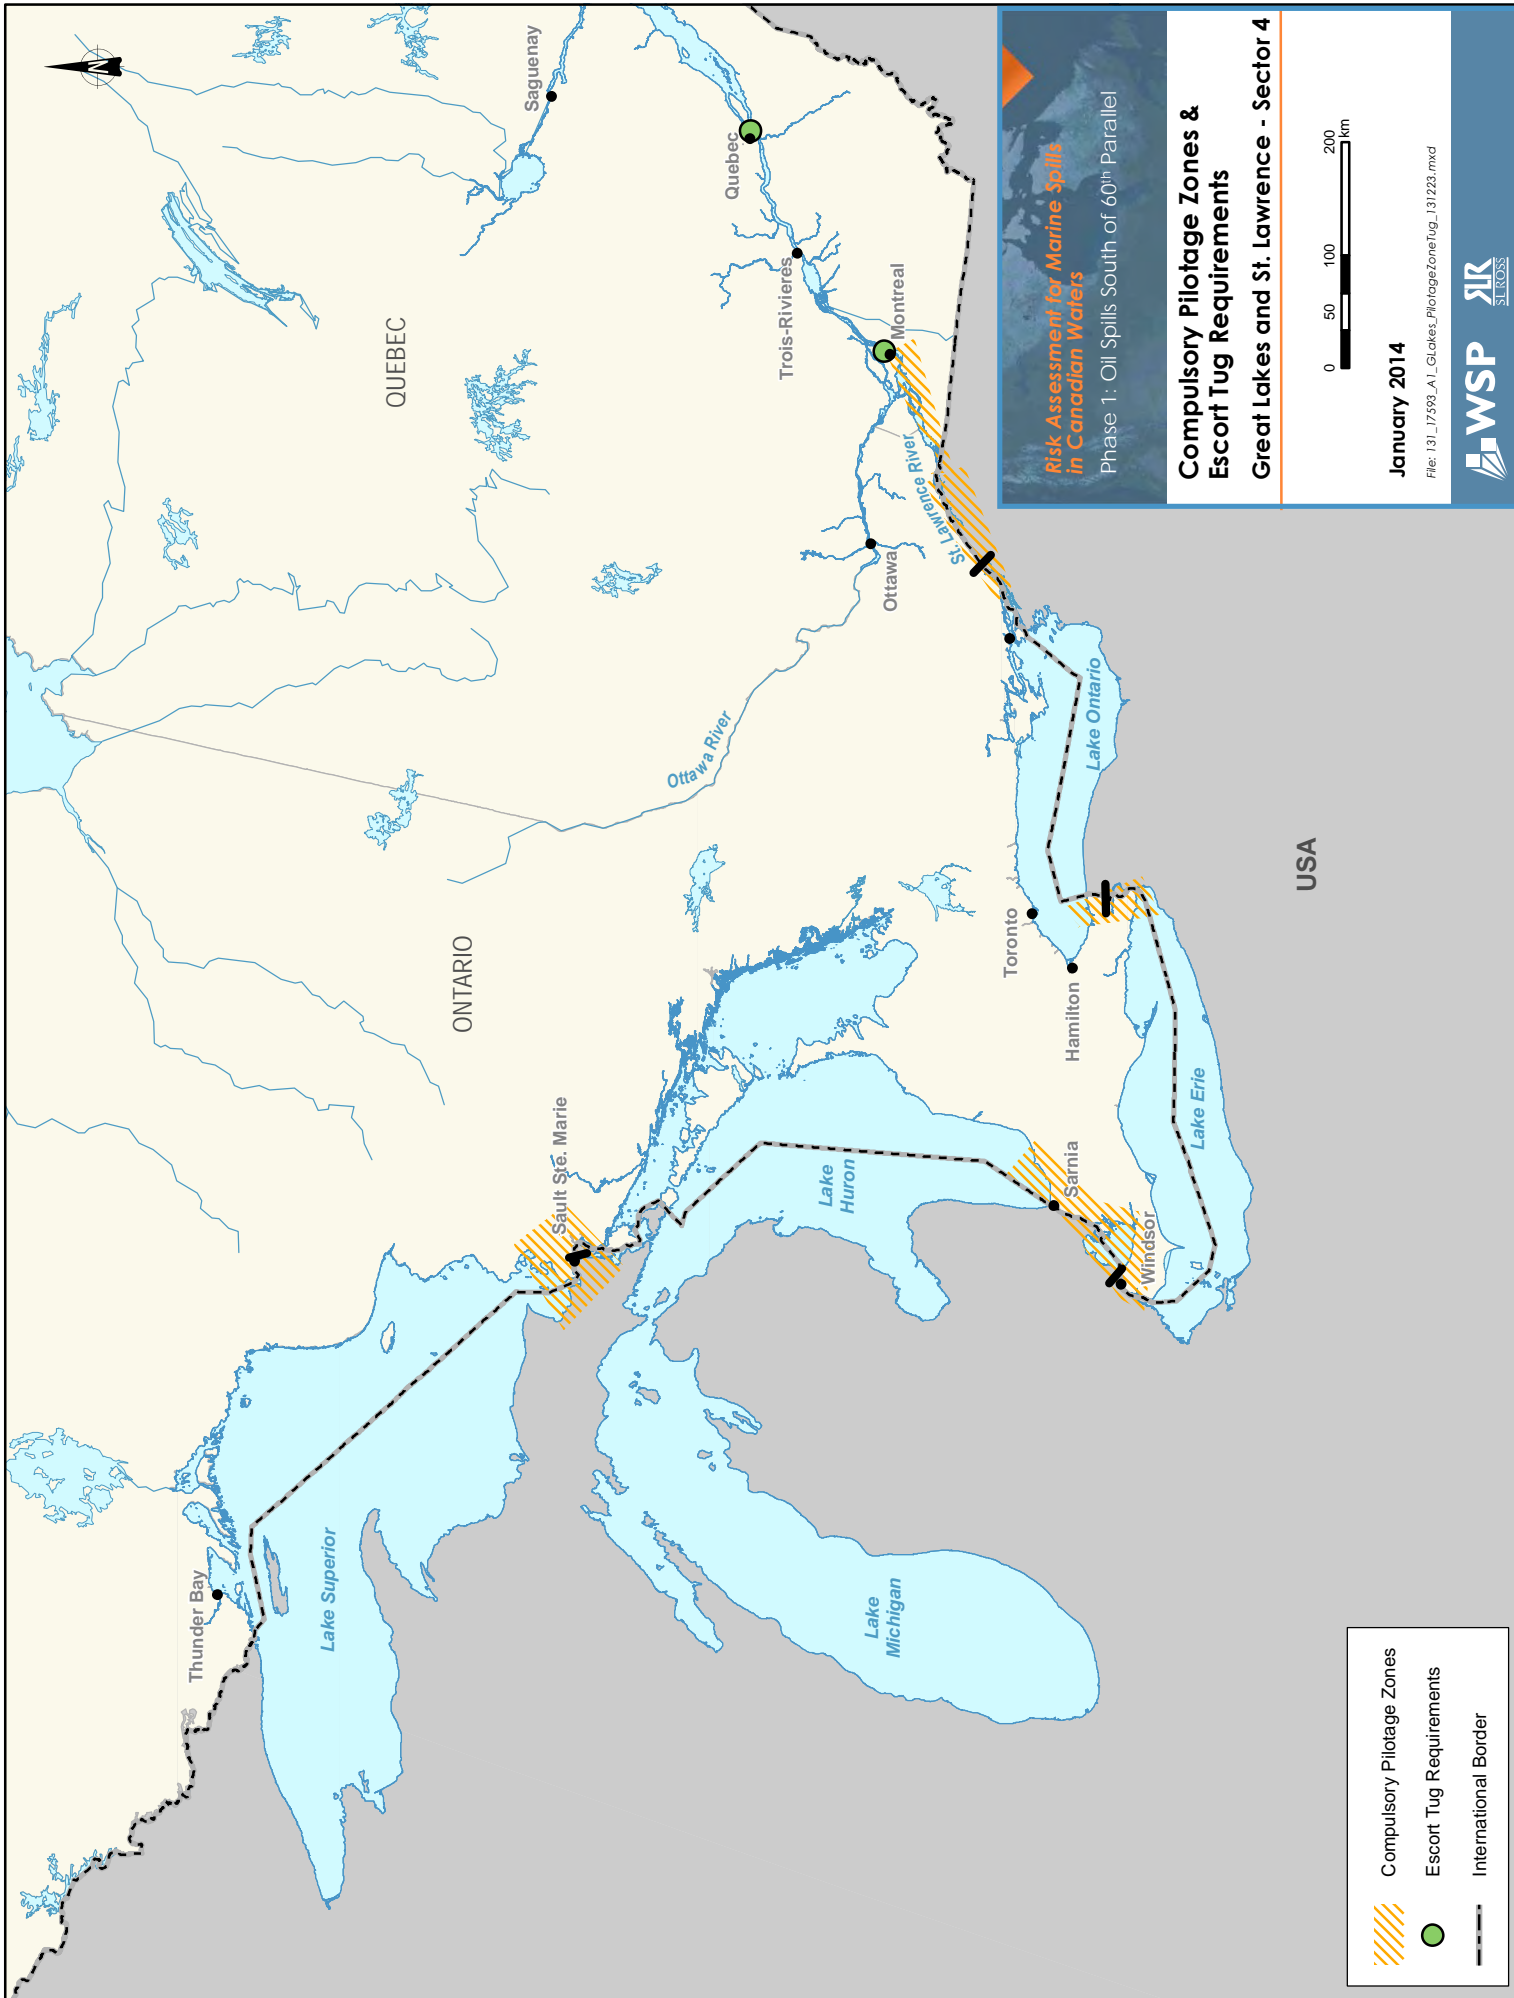 Risk Assessment for Marine Spills
in Canadian Waters
Phase 1: Oil Spills South of 60th Parallel
Compulsory Pilotage Zones &
Escort Tug Requirements
Great Lakes and St. Lawrence - Sector 4
0 50 100 200
km
January 2014
File: 131_17593_A1_GLakes_PilotageZoneTug_131223.mxd
WSP
SLR
SL ROSS
N
Saguenay
Quebec
Trois-Rivieres
Montreal
QUEBEC
St. Lawrence River
Ottawa
Ottawa River
ONTARIO
Lake Ontario
Toronto
Hamilton
USA
Lake Erie
Sault Ste. Marie
Lake
Huron
Sarnia
Windsor
Thunder Bay
Lake Superior
Lake
Michigan
Compulsory Pilotage Zones
Escort Tug Requirements
International Border